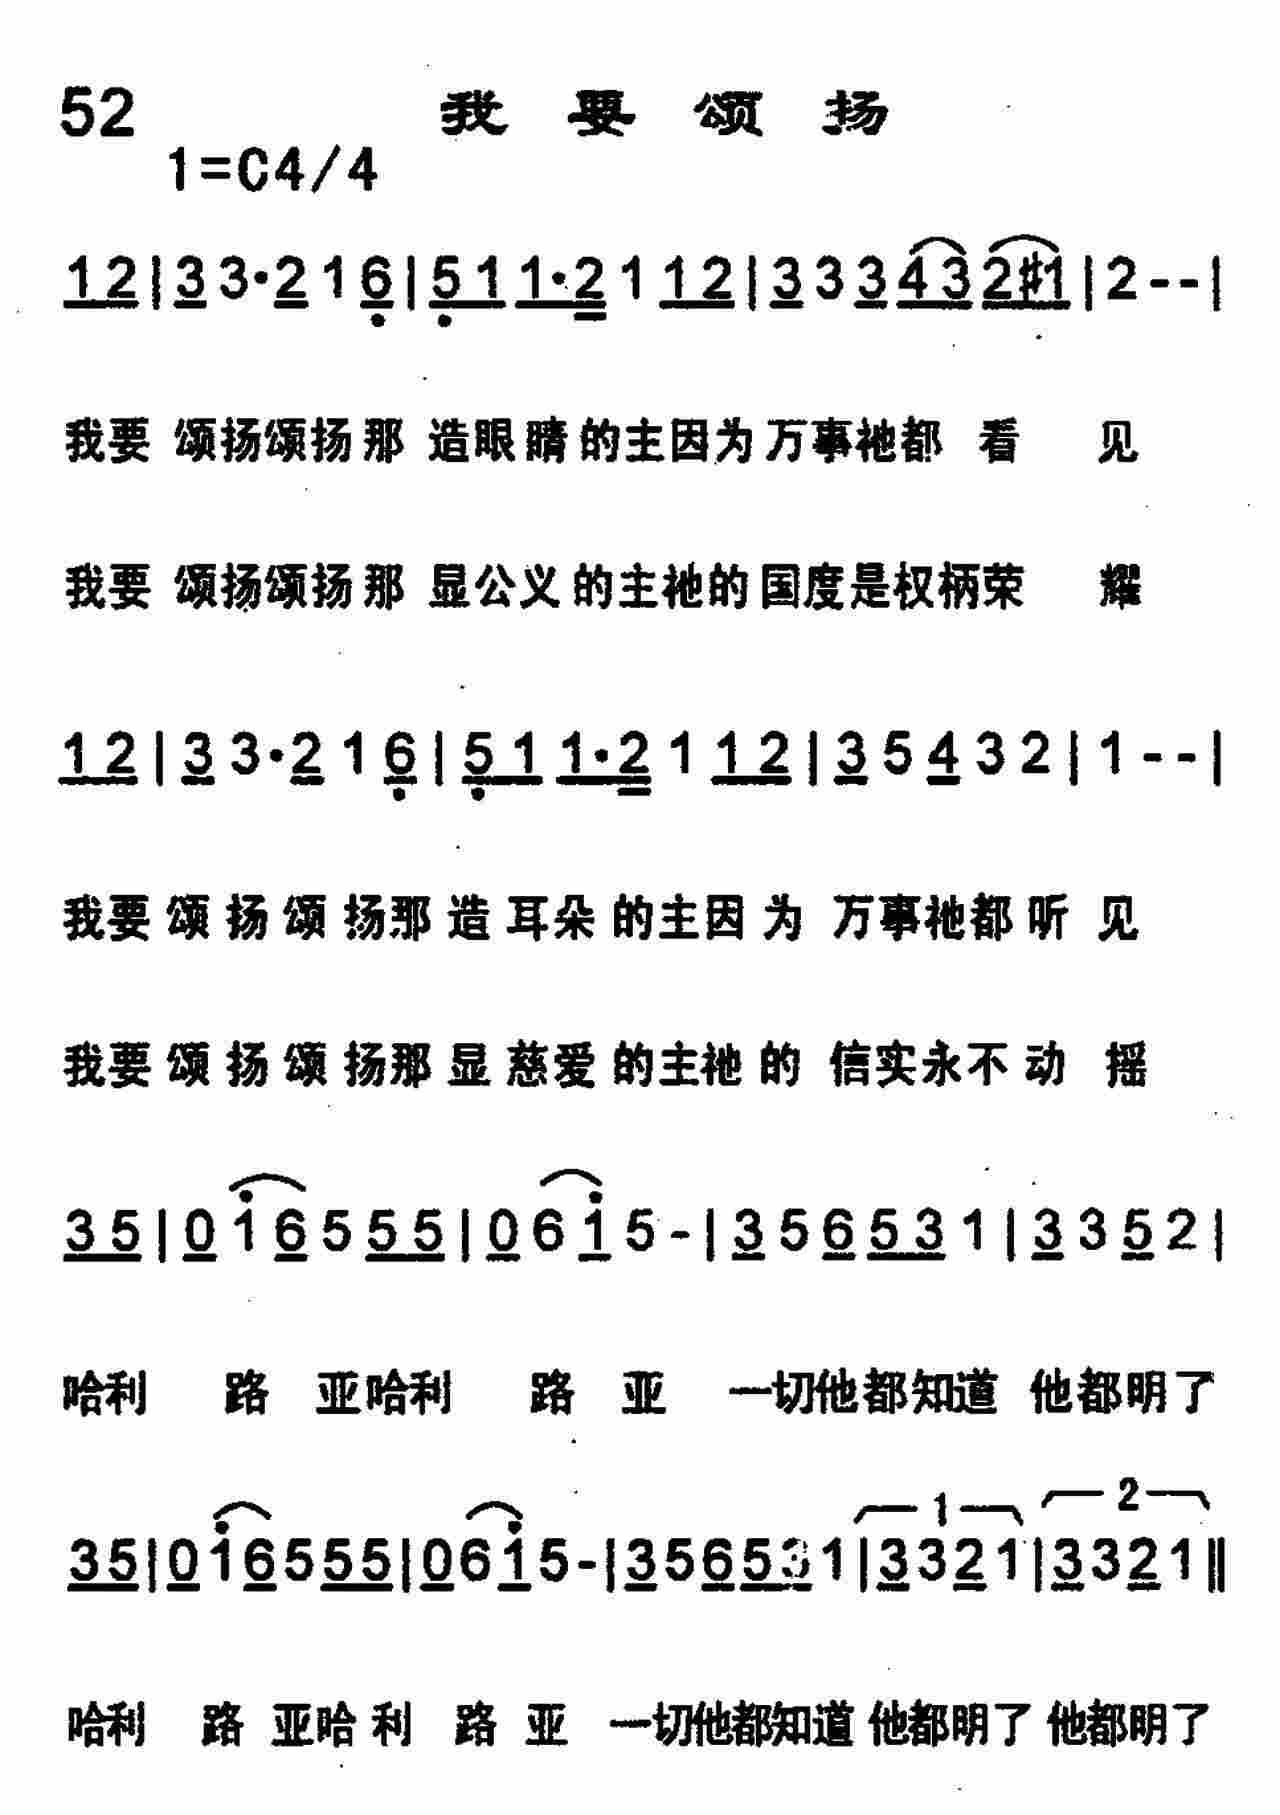 52 我要颂扬
1=C4/4
12|33·216|511·2112|333432#1|2--|
我要 颂扬颂扬那 造眼睛的主因为万事祂都 看 见
我要 颂扬颂扬那 显公义的主祂的国度是权柄荣 耀
12|33·216|511·2112|35432|1--|
我要颂扬颂扬那造耳朵的主因为 万事祂都听见
我要颂扬颂扬那显慈爱的主祂的 信实永不动摇
35|016555|0615-|356531|3352|
哈利 路 亚哈利 路 亚 一切他都知道 他都明了
1 2
35|016555|0615-|356531|3321|3321‖
哈利 路 亚哈利 路 亚 一切他都知道 他都明了 他都明了